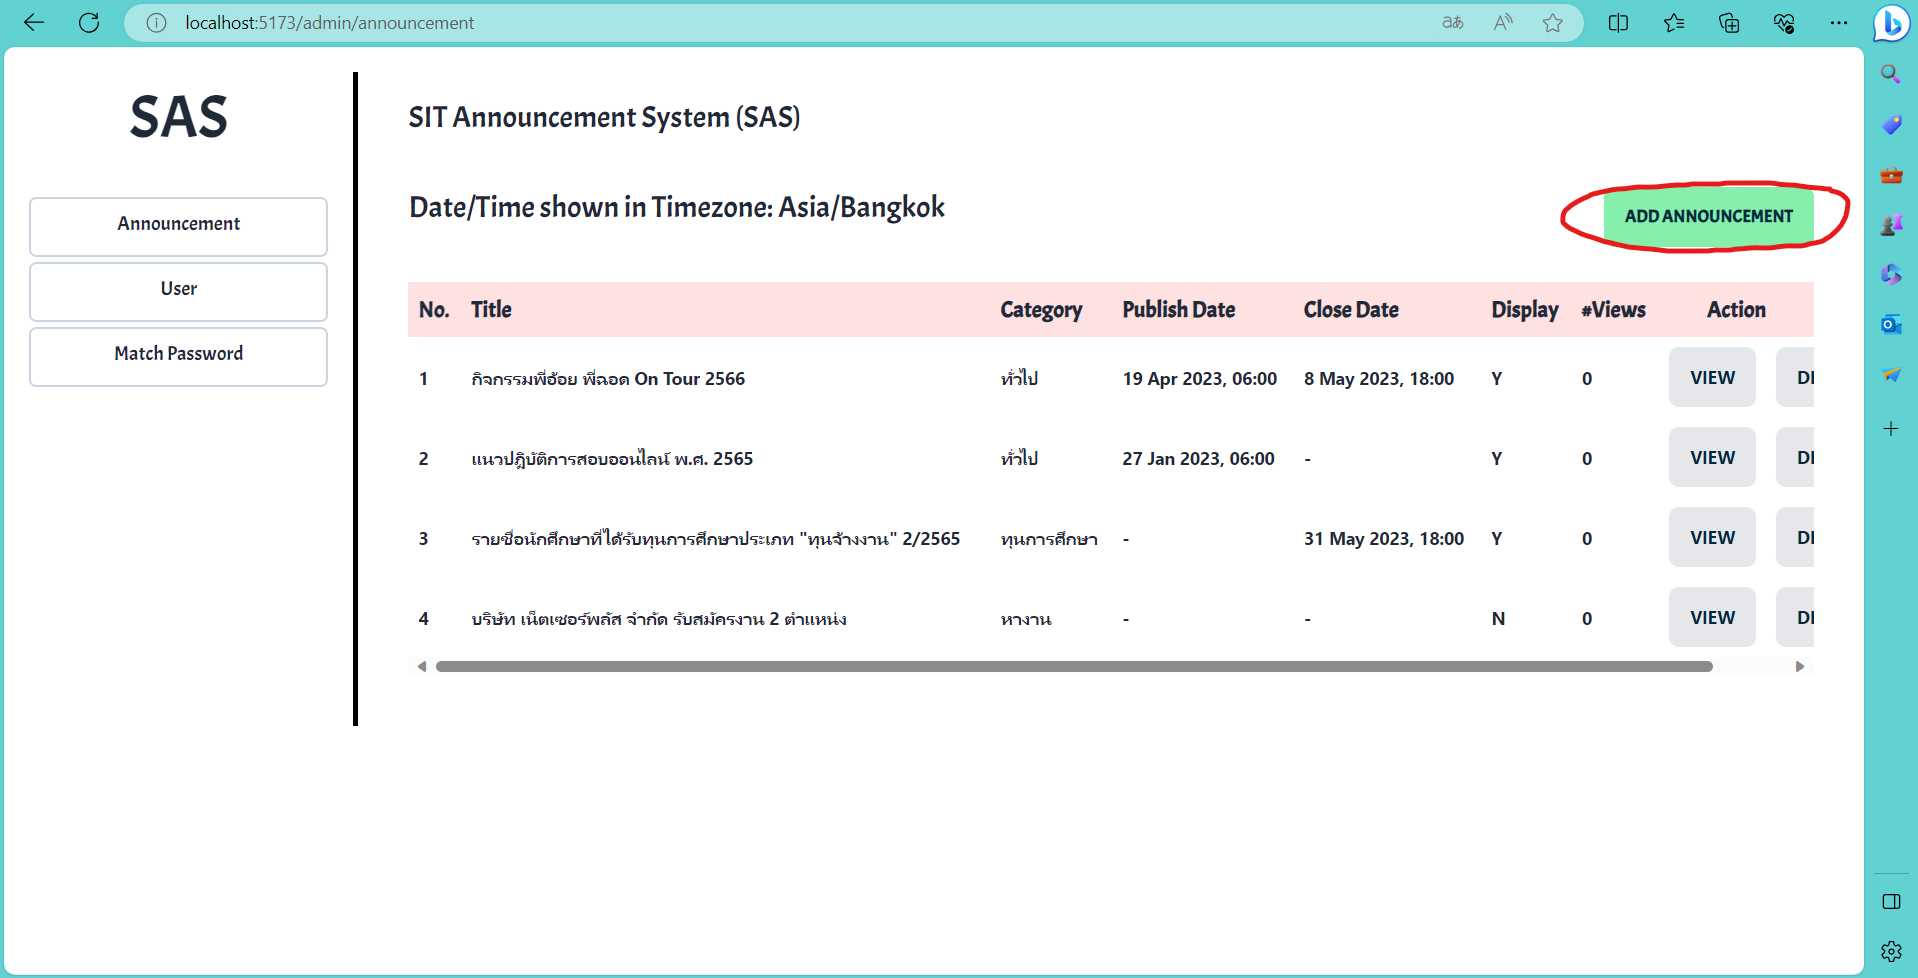 localhost:5173/admin/announcement
SAS
Announcement
User
Match Password
SIT Announcement System (SAS)
Date/Time shown in Timezone: Asia/Bangkok
ADD ANNOUNCEMENT
No. Title Category Publish Date Close Date Display #Views Action
1 กิจกรรมพี่อ้อย พี่ฉอด On Tour 2566 ทั่วไป 19 Apr 2023, 06:00 8 May 2023, 18:00 Y 0 VIEW
2 แนวปฏิบัติการสอบออนไลน์ พ.ศ. 2565 ทั่วไป 27 Jan 2023, 06:00 - Y 0 VIEW
3 รายชื่อนักศึกษาที่ได้รับทุนการศึกษาประเภท "ทุนจ้างงาน" 2/2565 ทุนการศึกษา - 31 May 2023, 18:00 Y 0 VIEW
4 บริษัท เน็ตเซอร์พลัส จำกัด รับสมัครงาน 2 ตำแหน่ง หางาน - - N 0 VIEW